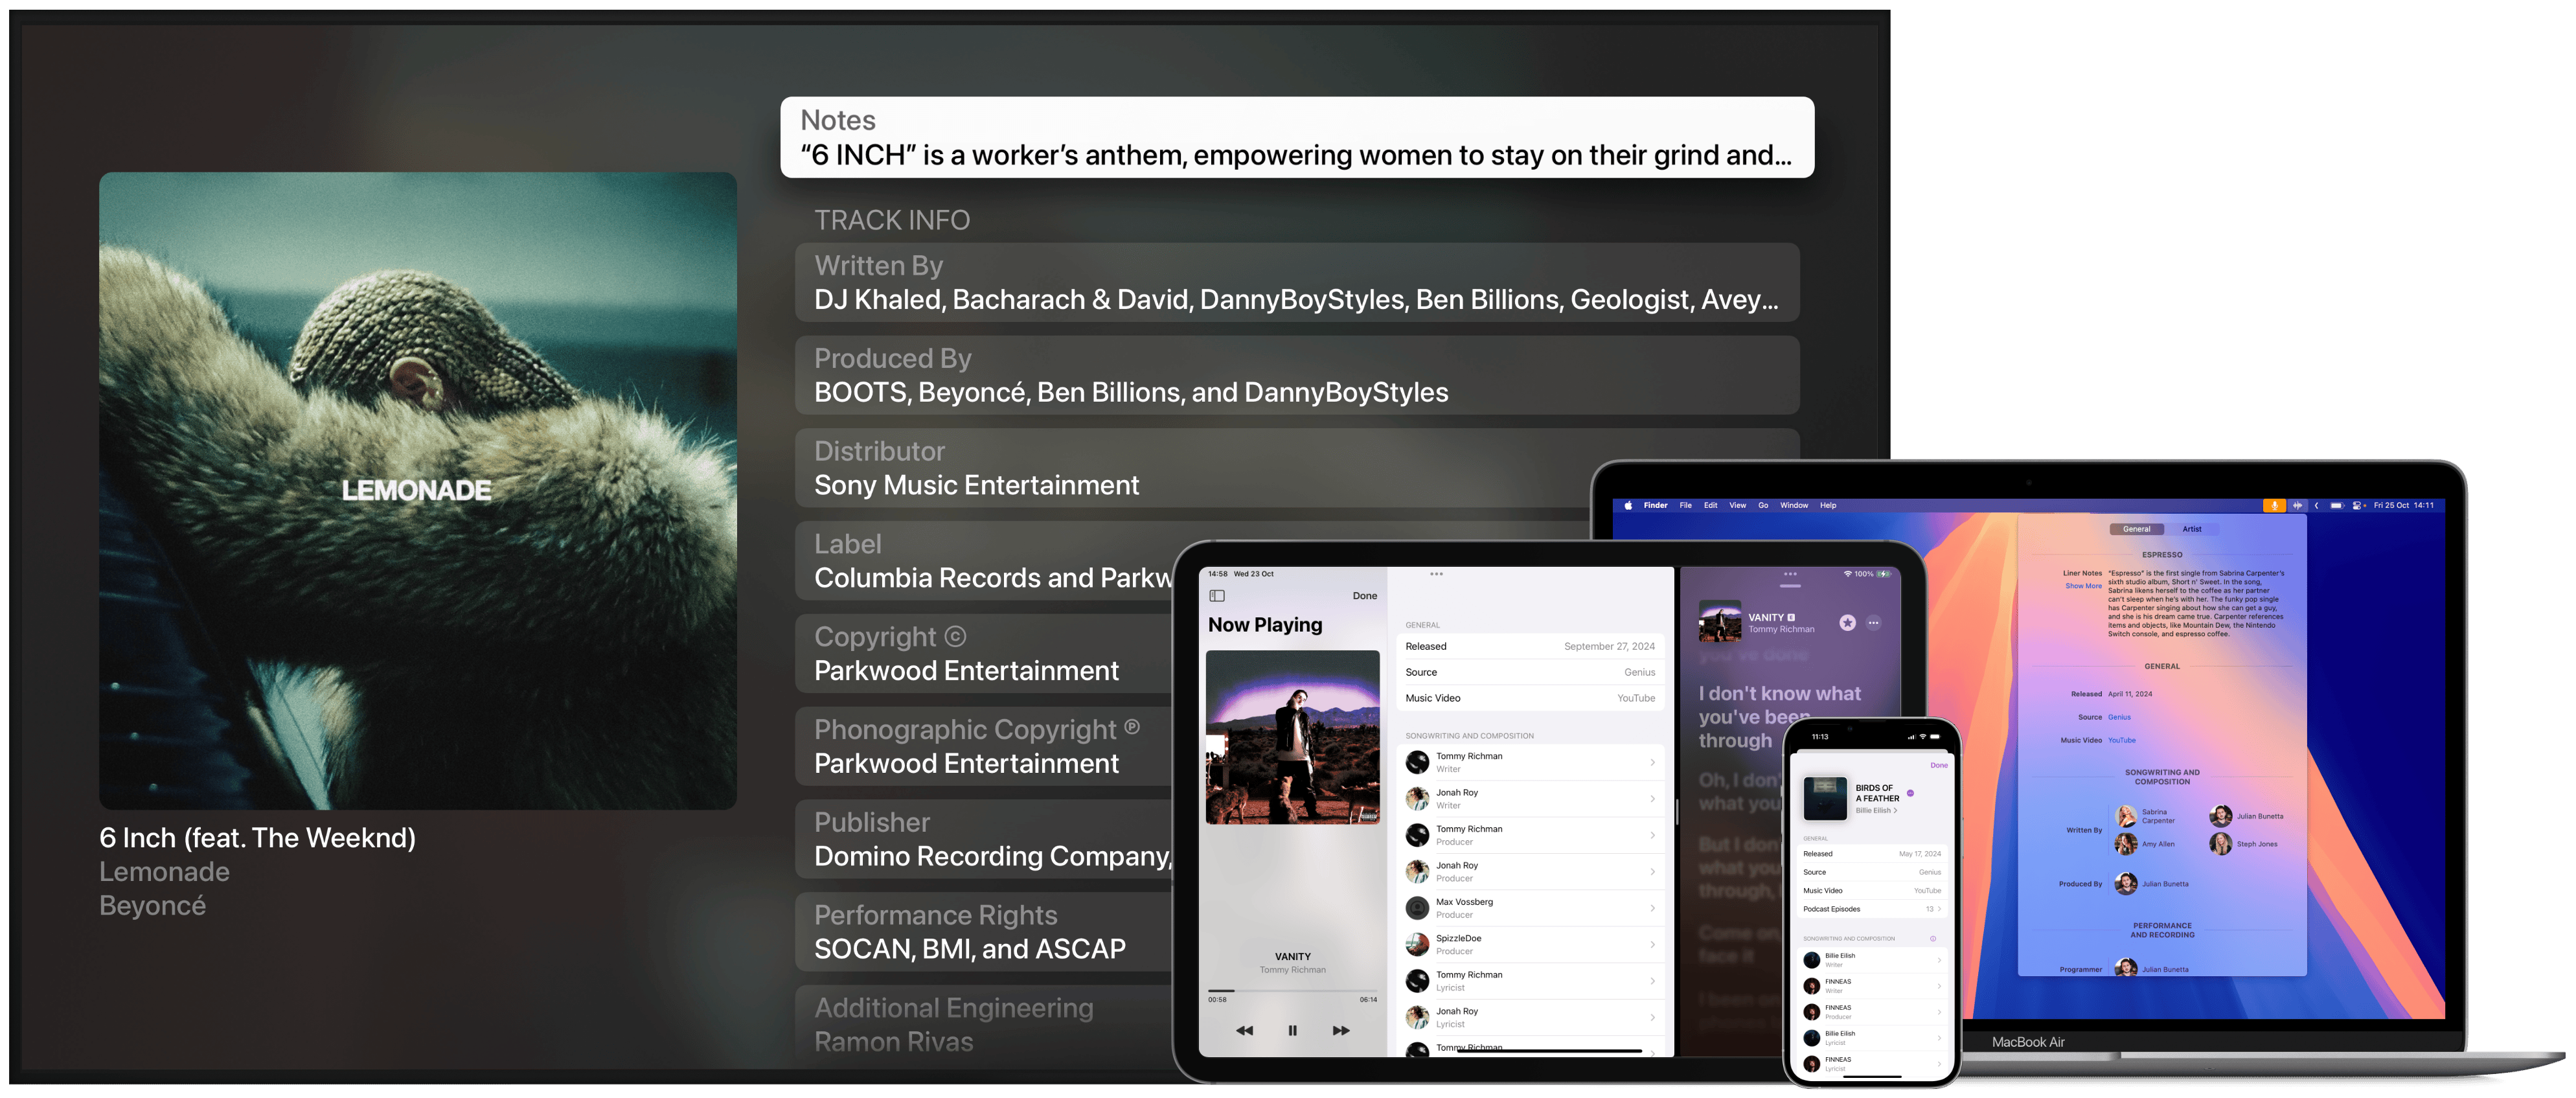 Notes
“6 INCH” is a worker’s anthem, empowering women to stay on their grind and...
TRACK INFO
Written By
DJ Khaled, Bacharach & David, DannyBoyStyles, Ben Billions, Geologist, Avey...
Produced By
BOOTS, Beyoncé, Ben Billions, and DannyBoyStyles
Distributor
Sony Music Entertainment
Label
Columbia Records and Parkw
Copyright ©
Parkwood Entertainment
Phonographic Copyright ℗
Parkwood Entertainment
Publisher
Domino Recording Company,
Performance Rights
SOCAN, BMI, and ASCAP
Additional Engineering
Ramon Rivas
LEMONADE
6 Inch (feat. The Weeknd)
Lemonade
Beyoncé
14:58 Wed 23 Oct
Done
Now Playing
VANITY
Tommy Richman
00:58
06:14
GENERAL
Released September 27, 2024
Source Genius
Music Video YouTube
SONGWRITING AND COMPOSITION
Tommy Richman
Writer
Jonah Roy
Writer
Tommy Richman
Producer
Jonah Roy
Producer
Max Vossberg
Producer
SpizzleDoe
Producer
Tommy Richman
Lyricist
Jonah Roy
Lyricist
Tommy Richman
100%
VANITY E
Tommy Richman
you've done
I don't know what
you've been
through
Oh, I don'
what you
But I don
what you
through, I
Come on,
face it
I been on
11:13
Done
BIRDS OF
A FEATHER
Billie Eilish
GENERAL
Released May 17, 2024
Source Genius
Music Video YouTube
Podcast Episodes 13
SONGWRITING AND COMPOSITION
Billie Eilish
Writer
FINNEAS
Writer
FINNEAS
Producer
Billie Eilish
Lyricist
FINNEAS
Lyricist
Finder File Edit View Go Window Help
Fri 25 Oct 14:11
General Artist
ESPRESSO
Liner Notes
Show More
“Espresso” is the first single from Sabrina Carpenter’s
sixth studio album, Short n’ Sweet. In the song,
Sabrina likens herself to the coffee as her partner
can’t sleep when he’s with her. The funky pop single
has Carpenter singing about how she can get a guy,
and she is his dream came true. Carpenter references
items and objects, like Mountain Dew, the Nintendo
Switch console, and espresso coffee.
GENERAL
Released April 11, 2024
Source Genius
Music Video YouTube
SONGWRITING AND
COMPOSITION
Written By
Sabrina
Carpenter
Julian Bunetta
Amy Allen
Steph Jones
Produced By Julian Bunetta
PERFORMANCE
AND RECORDING
Programmer Julian Bunetta
MacBook Air